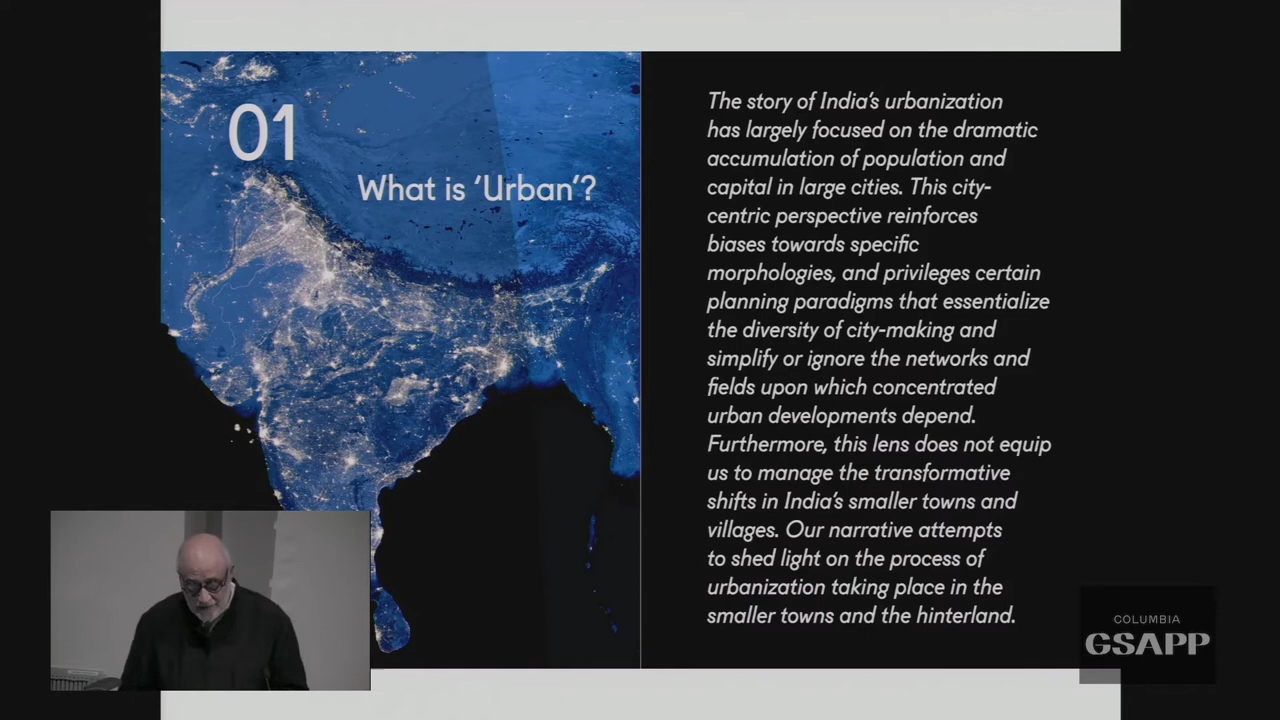 01
What is ‘Urban’?
The story of India’s urbanization
has largely focused on the dramatic
accumulation of population and
capital in large cities. This city-
centric perspective reinforces
biases towards specific
morphologies, and privileges certain
planning paradigms that essentialize
the diversity of city-making and
simplify or ignore the networks and
fields upon which concentrated
urban developments depend.
Furthermore, this lens does not equip
us to manage the transformative
shifts in India’s smaller towns and
villages. Our narrative attempts
to shed light on the process of
urbanization taking place in the
smaller towns and the hinterland.
COLUMBIA
GSAPP